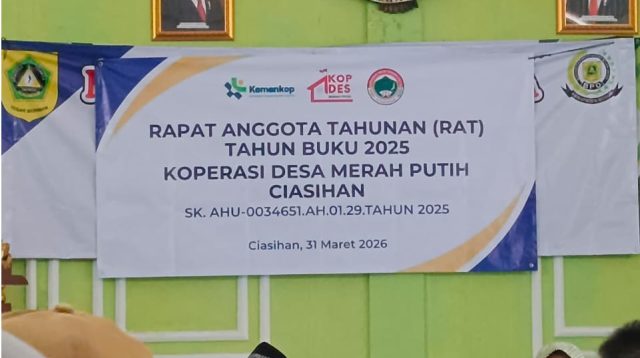 Kemenkop
KOP
DES
RAPAT ANGGOTA TAHUNAN (RAT)
TAHUN BUKU 2025
KOPERASI DESA MERAH PUTIH
CIASIHAN
SK. AHU-0034651.AH.01.29.TAHUN 2025
Ciasihan, 31 Maret 2026
BPD